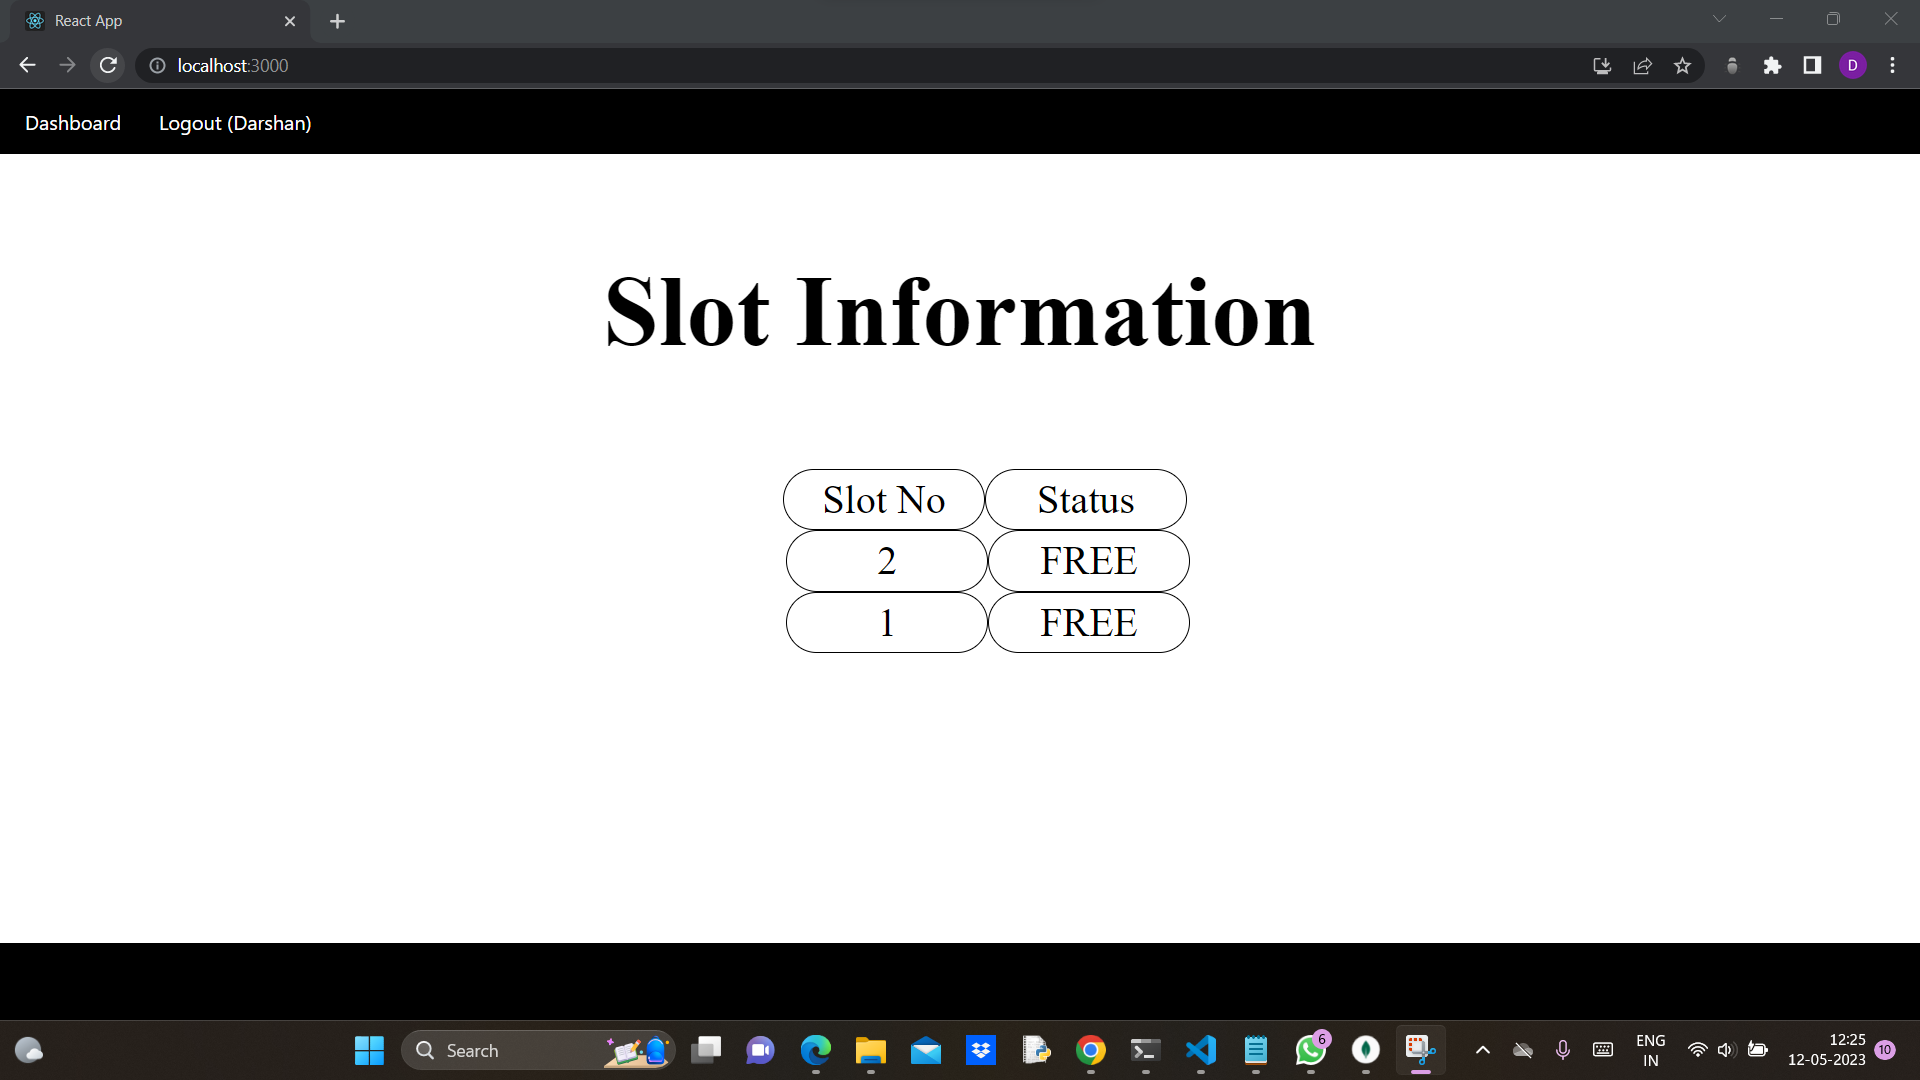 React App
localhost:3000
D
Dashboard Logout (Darshan)
Slot Information
Slot No Status
2 FREE
1 FREE
Search
6
ENG
IN
12:25
12-05-2023
10